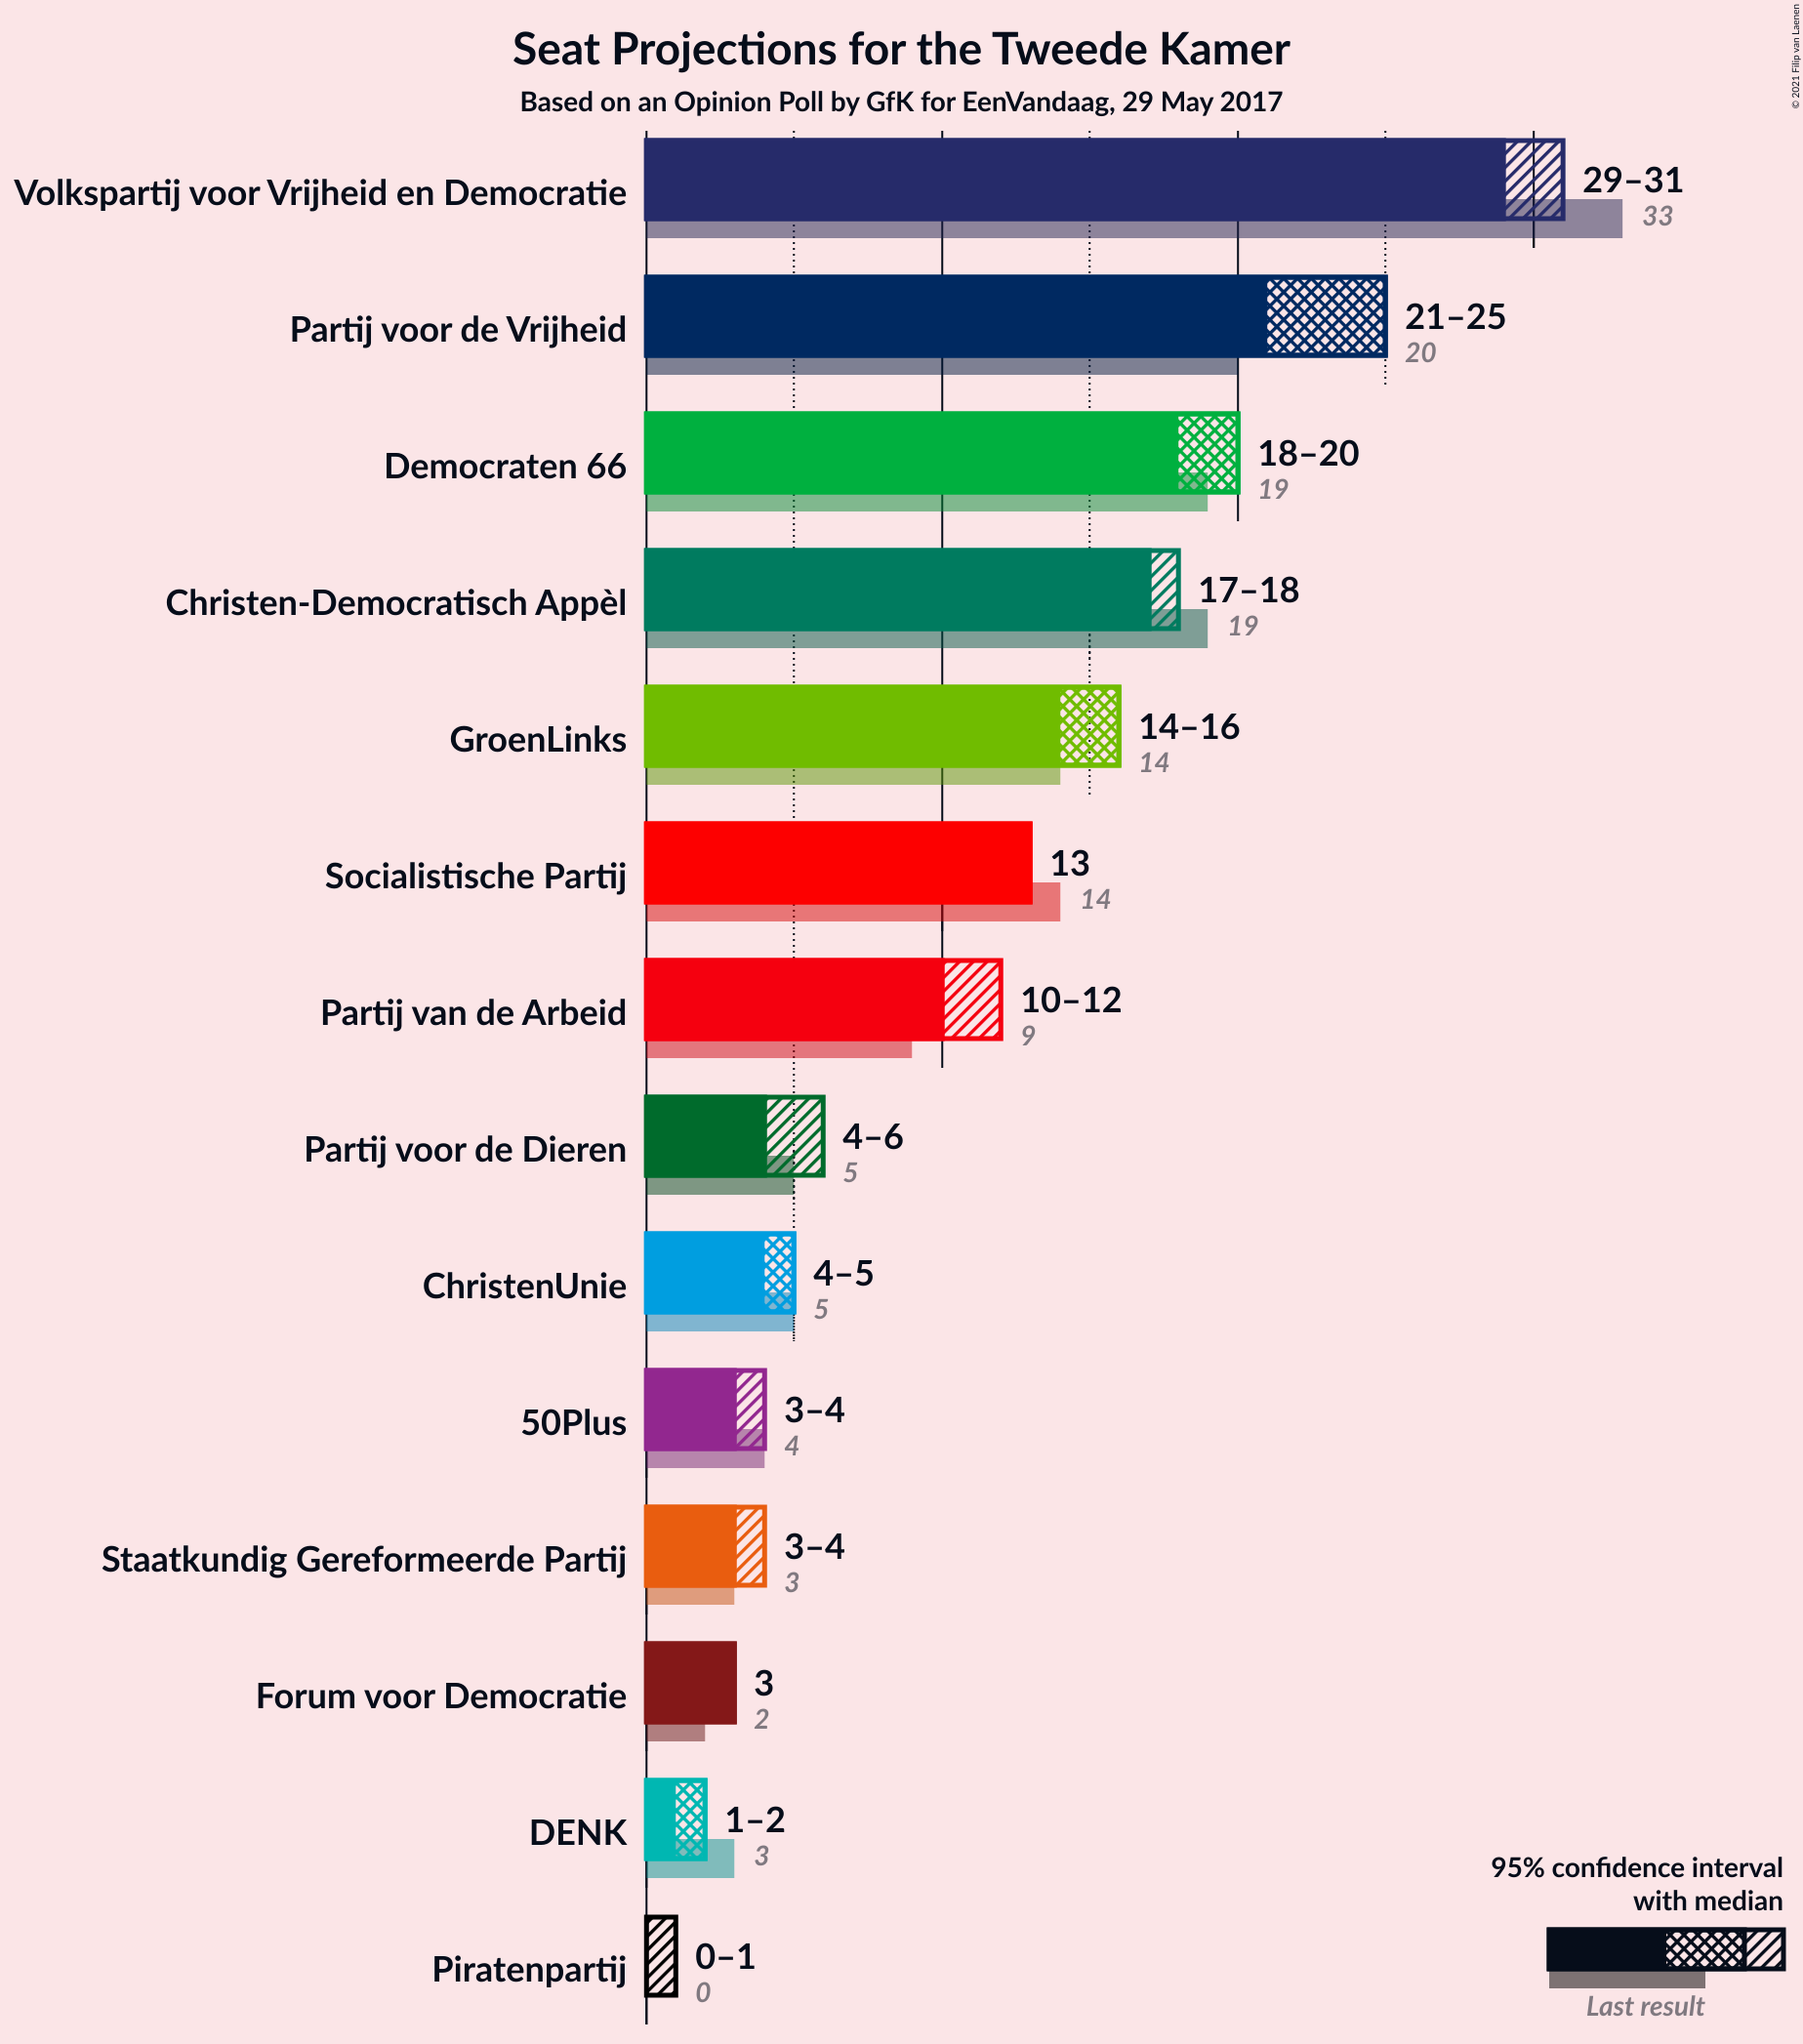 Seat Projections for the Tweede Kamer
Based on an Opinion Poll by GfK for EenVandaag, 29 May 2017
© 2021 Filip van Laenen
Volkspartij voor Vrijheid en Democratie
29–31
33
Partij voor de Vrijheid
21–25
20
Democraten 66
18–20
19
Christen-Democratisch Appèl
17–18
19
GroenLinks
14–16
14
Socialistische Partij
13
14
Partij van de Arbeid
10–12
9
Partij voor de Dieren
4–6
5
ChristenUnie
4–5
5
50Plus
3–4
4
Staatkundig Gereformeerde Partij
3–4
3
Forum voor Democratie
3
2
DENK
1–2
3
Piratenpartij
0–1
0
95% confidence interval
with median
Last result